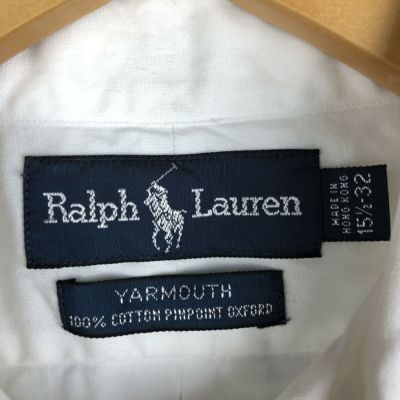 Ralph Lauren
MADE IN
HONG KONG
15½-32
YARMOUTH
100% COTTON PINPOINT OXFORD